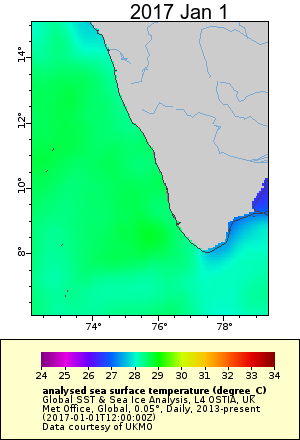 2017 Jan 1
14°
12°
10°
8°
74° 76° 78°
24 25 26 27 28 29 30 31 32 33 34
analysed sea surface temperature (degree_C)
Global SST & Sea Ice Analysis, L4 OSTIA, UK
Met Office, Global, 0.05°, Daily, 2013-present
(2017-01-01T12:00:00Z)
Data courtesy of UKMO